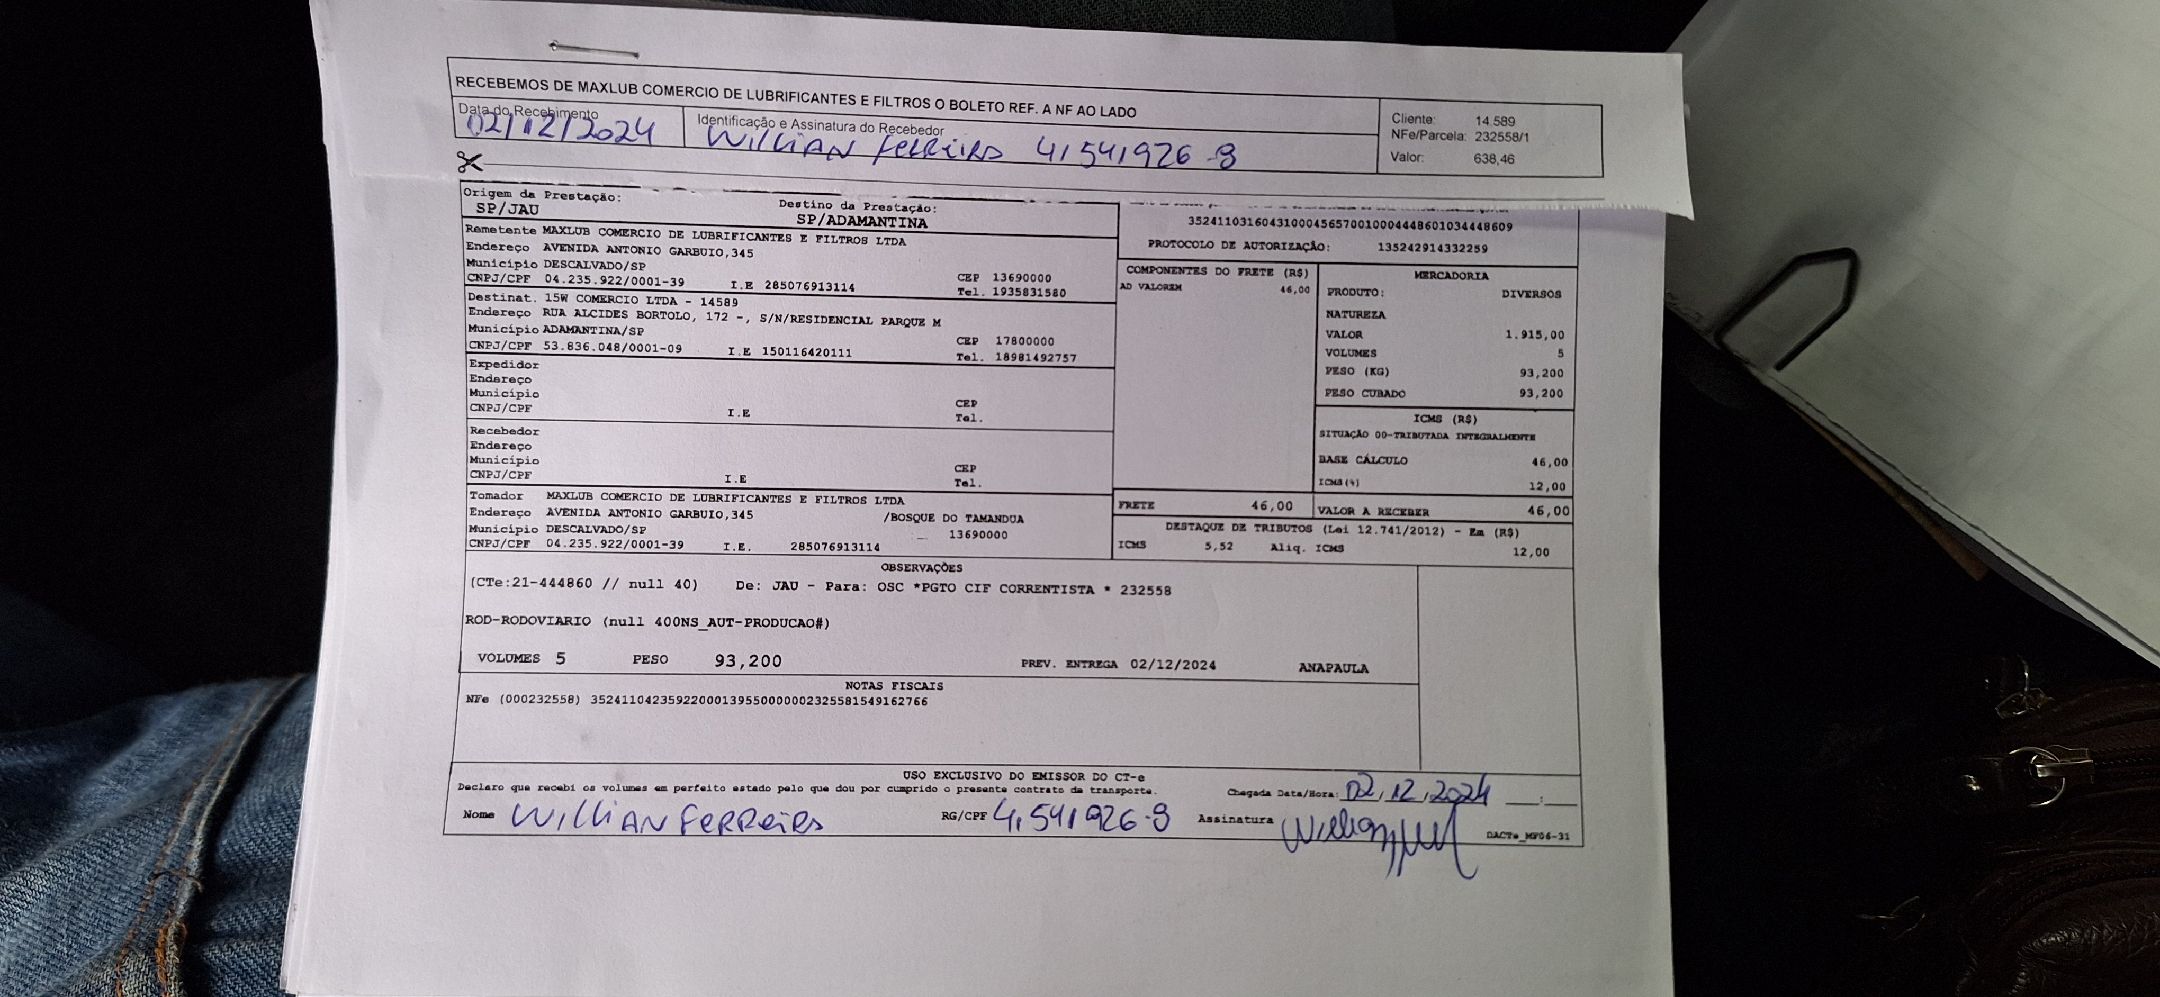 RECEBEMOS DE MAXLUB COMERCIO DE LUBRIFICANTES E FILTROS O BOLETO REF. A NF AO LADO
Data do Recebimento
02/12/2024
Identificação e Assinatura do Recebedor
Willian Ferreira 41541926-8
Cliente: 14.589
NFe/Parcela: 232558/1
Valor: 638,46
Origem da Prestação:
SP/JAU
Destino da Prestação:
SP/ADAMANTINA
Remetente MAXLUB COMERCIO DE LUBRIFICANTES E FILTROS LTDA
Endereço AVENIDA ANTONIO GARBUIO,345
Município DESCALVADO/SP
CEP 13690000
CNPJ/CPF 04.235.922/0001-39 I.E 285076913114 Tel. 1935831580
Destinat. 15W COMERCIO LTDA - 14589
Endereço RUA ALCIDES BORTOLO, 172 -, S/N/RESIDENCIAL PARQUE M
Município ADAMANTINA/SP
CEP 17800000
CNPJ/CPF 53.836.048/0001-09 I.E 150116420111 Tel. 18981492757
Expedidor
Endereço
Município
CEP
CNPJ/CPF I.E Tel.
Recebedor
Endereço
Município
CEP
CNPJ/CPF I.E Tel.
Tomador MAXLUB COMERCIO DE LUBRIFICANTES E FILTROS LTDA
Endereço AVENIDA ANTONIO GARBUIO,345 /BOSQUE DO TAMANDUA
Município DESCALVADO/SP 13690000
CNPJ/CPF 04.235.922/0001-39 I.E. 285076913114
35241103160431000456570010004448601034448609
PROTOCOLO DE AUTORIZAÇÃO: 135242914332259
COMPONENTES DO FRETE (R$)
AD VALOREM 46,00
MERCADORIA
PRODUTO: DIVERSOS
NATUREZA
VALOR 1.915,00
VOLUMES 5
PESO (KG) 93,200
PESO CUBADO 93,200
ICMS (R$)
SITUAÇÃO 00-TRIBUTADA INTEGRALMENTE
BASE CÁLCULO 46,00
ICMS(%) 12,00
FRETE 46,00 VALOR A RECEBER 46,00
DESTAQUE DE TRIBUTOS (Lei 12.741/2012) - Em (R$)
ICMS 5,52 Aliq. ICMS 12,00
OBSERVAÇÕES
(CTe:21-444860 // null 40) De: JAU - Para: OSC *PGTO CIF CORRENTISTA * 232558
ROD-RODOVIARIO (null 400NS_AUT-PRODUCAO#)
VOLUMES 5 PESO 93,200 PREV. ENTREGA 02/12/2024 ANAPAULA
NOTAS FISCAIS
NFe (000232558) 35241104235922000139550000002325581549162766
USO EXCLUSIVO DO EMISSOR DO CT-e
Declaro que recebi os volumes em perfeito estado pelo que dou por cumprido o presente contrato de transporte.
Chegada Data/Hora: 02,12,2024 __:__
Nome Willian Ferreira RG/CPF 41541926-8 Assinatura
DACTe_MF06-31